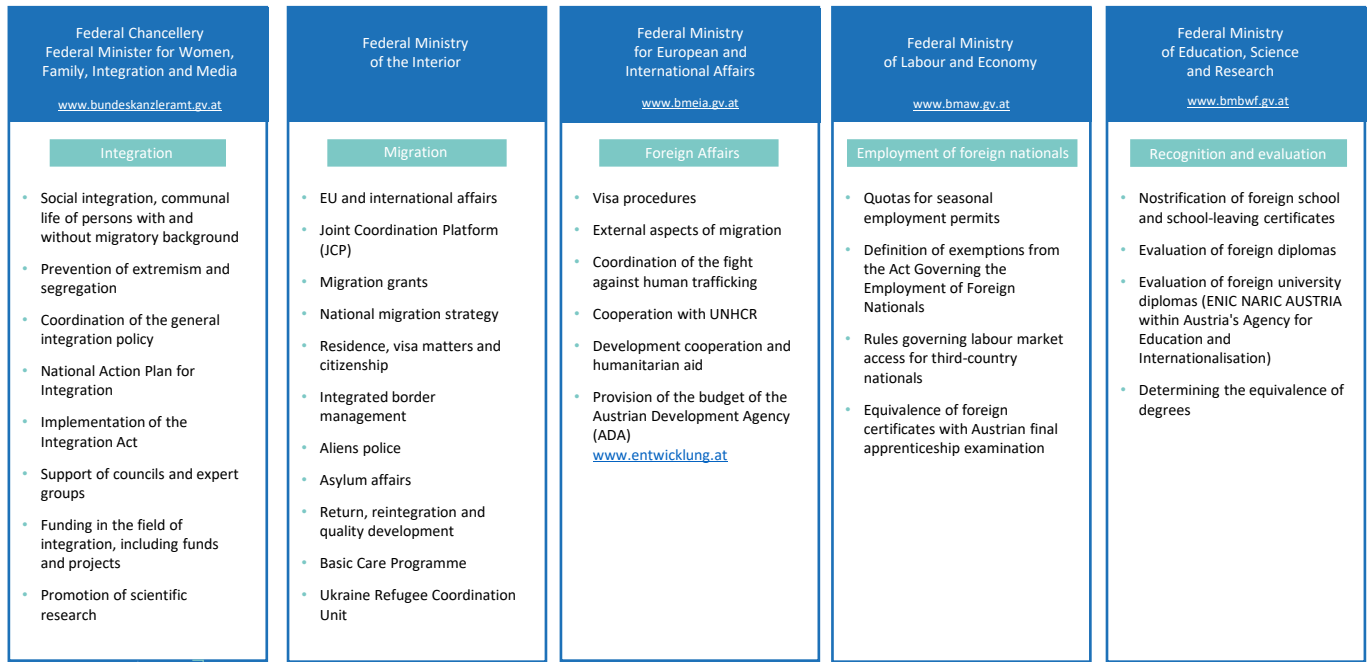 Federal Chancellery
Federal Minister for Women,
Family, Integration and Media
www.bundeskanzleramt.gv.at
Integration
Social integration, communal
life of persons with and
without migratory background
Prevention of extremism and
segregation
Coordination of the general
integration policy
National Action Plan for
Integration
Implementation of the
Integration Act
Support of councils and expert
groups
Funding in the field of
integration, including funds
and projects
Promotion of scientific
research
Federal Ministry
of the Interior
Migration
EU and international affairs
Joint Coordination Platform
(JCP)
Migration grants
National migration strategy
Residence, visa matters and
citizenship
Integrated border
management
Aliens police
Asylum affairs
Return, reintegration and
quality development
Basic Care Programme
Ukraine Refugee Coordination
Unit
Federal Ministry
for European and
International Affairs
www.bmeia.gv.at
Foreign Affairs
Visa procedures
External aspects of migration
Coordination of the fight
against human trafficking
Cooperation with UNHCR
Development cooperation and
humanitarian aid
Provision of the budget of the
Austrian Development Agency
(ADA)
www.entwicklung.at
Federal Ministry
of Labour and Economy
www.bmaw.gv.at
Employment of foreign nationals
Quotas for seasonal
employment permits
Definition of exemptions from
the Act Governing the
Employment of Foreign
Nationals
Rules governing labour market
access for third-country
nationals
Equivalence of foreign
certificates with Austrian final
apprenticeship examination
Federal Ministry
of Education, Science
and Research
www.bmbwf.gv.at
Recognition and evaluation
Nostrification of foreign school
and school-leaving certificates
Evaluation of foreign diplomas
Evaluation of foreign university
diplomas (ENIC NARIC AUSTRIA
within Austria's Agency for
Education and
Internationalisation)
Determining the equivalence of
degrees